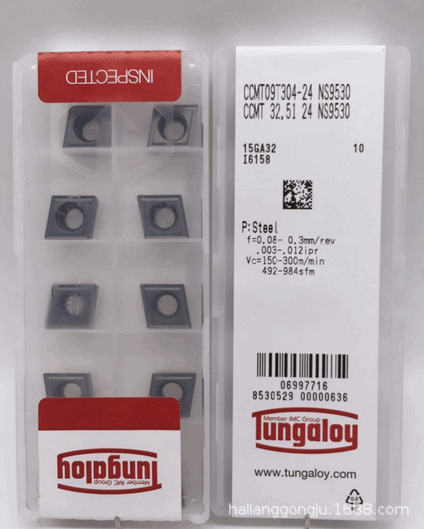 INSPECTED
Tungaloy
Member IMC Group
CCMT09T304-24 NS9530
CCMT 32,51 24 NS9530
15GA32 10
I6158
P:Steel
f=0.08- 0.3mm/rev
.003-.012ipr
Vc=150-300m/min
492-984sfm
06997716
8530529 00000636
Member IMC Group
Tungaloy
www.tungaloy.com
hailianggongju.1688.com